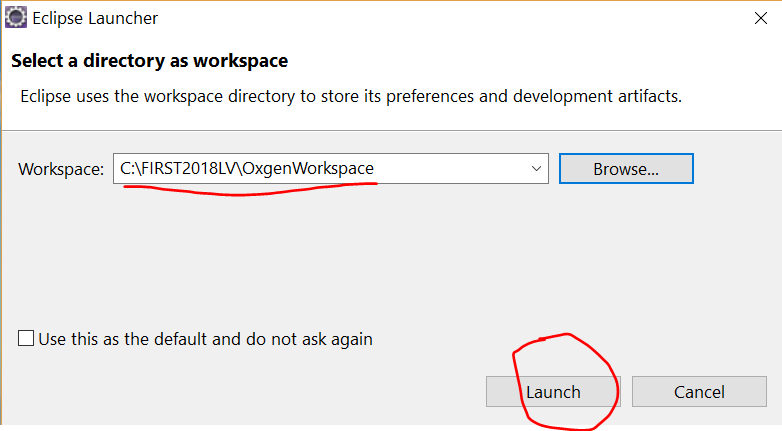 Eclipse Launcher
Select a directory as workspace
Eclipse uses the workspace directory to store its preferences and development artifacts.
Workspace: C:\FIRST2018LV\OxgenWorkspace Browse...
Use this as the default and do not ask again
Launch Cancel